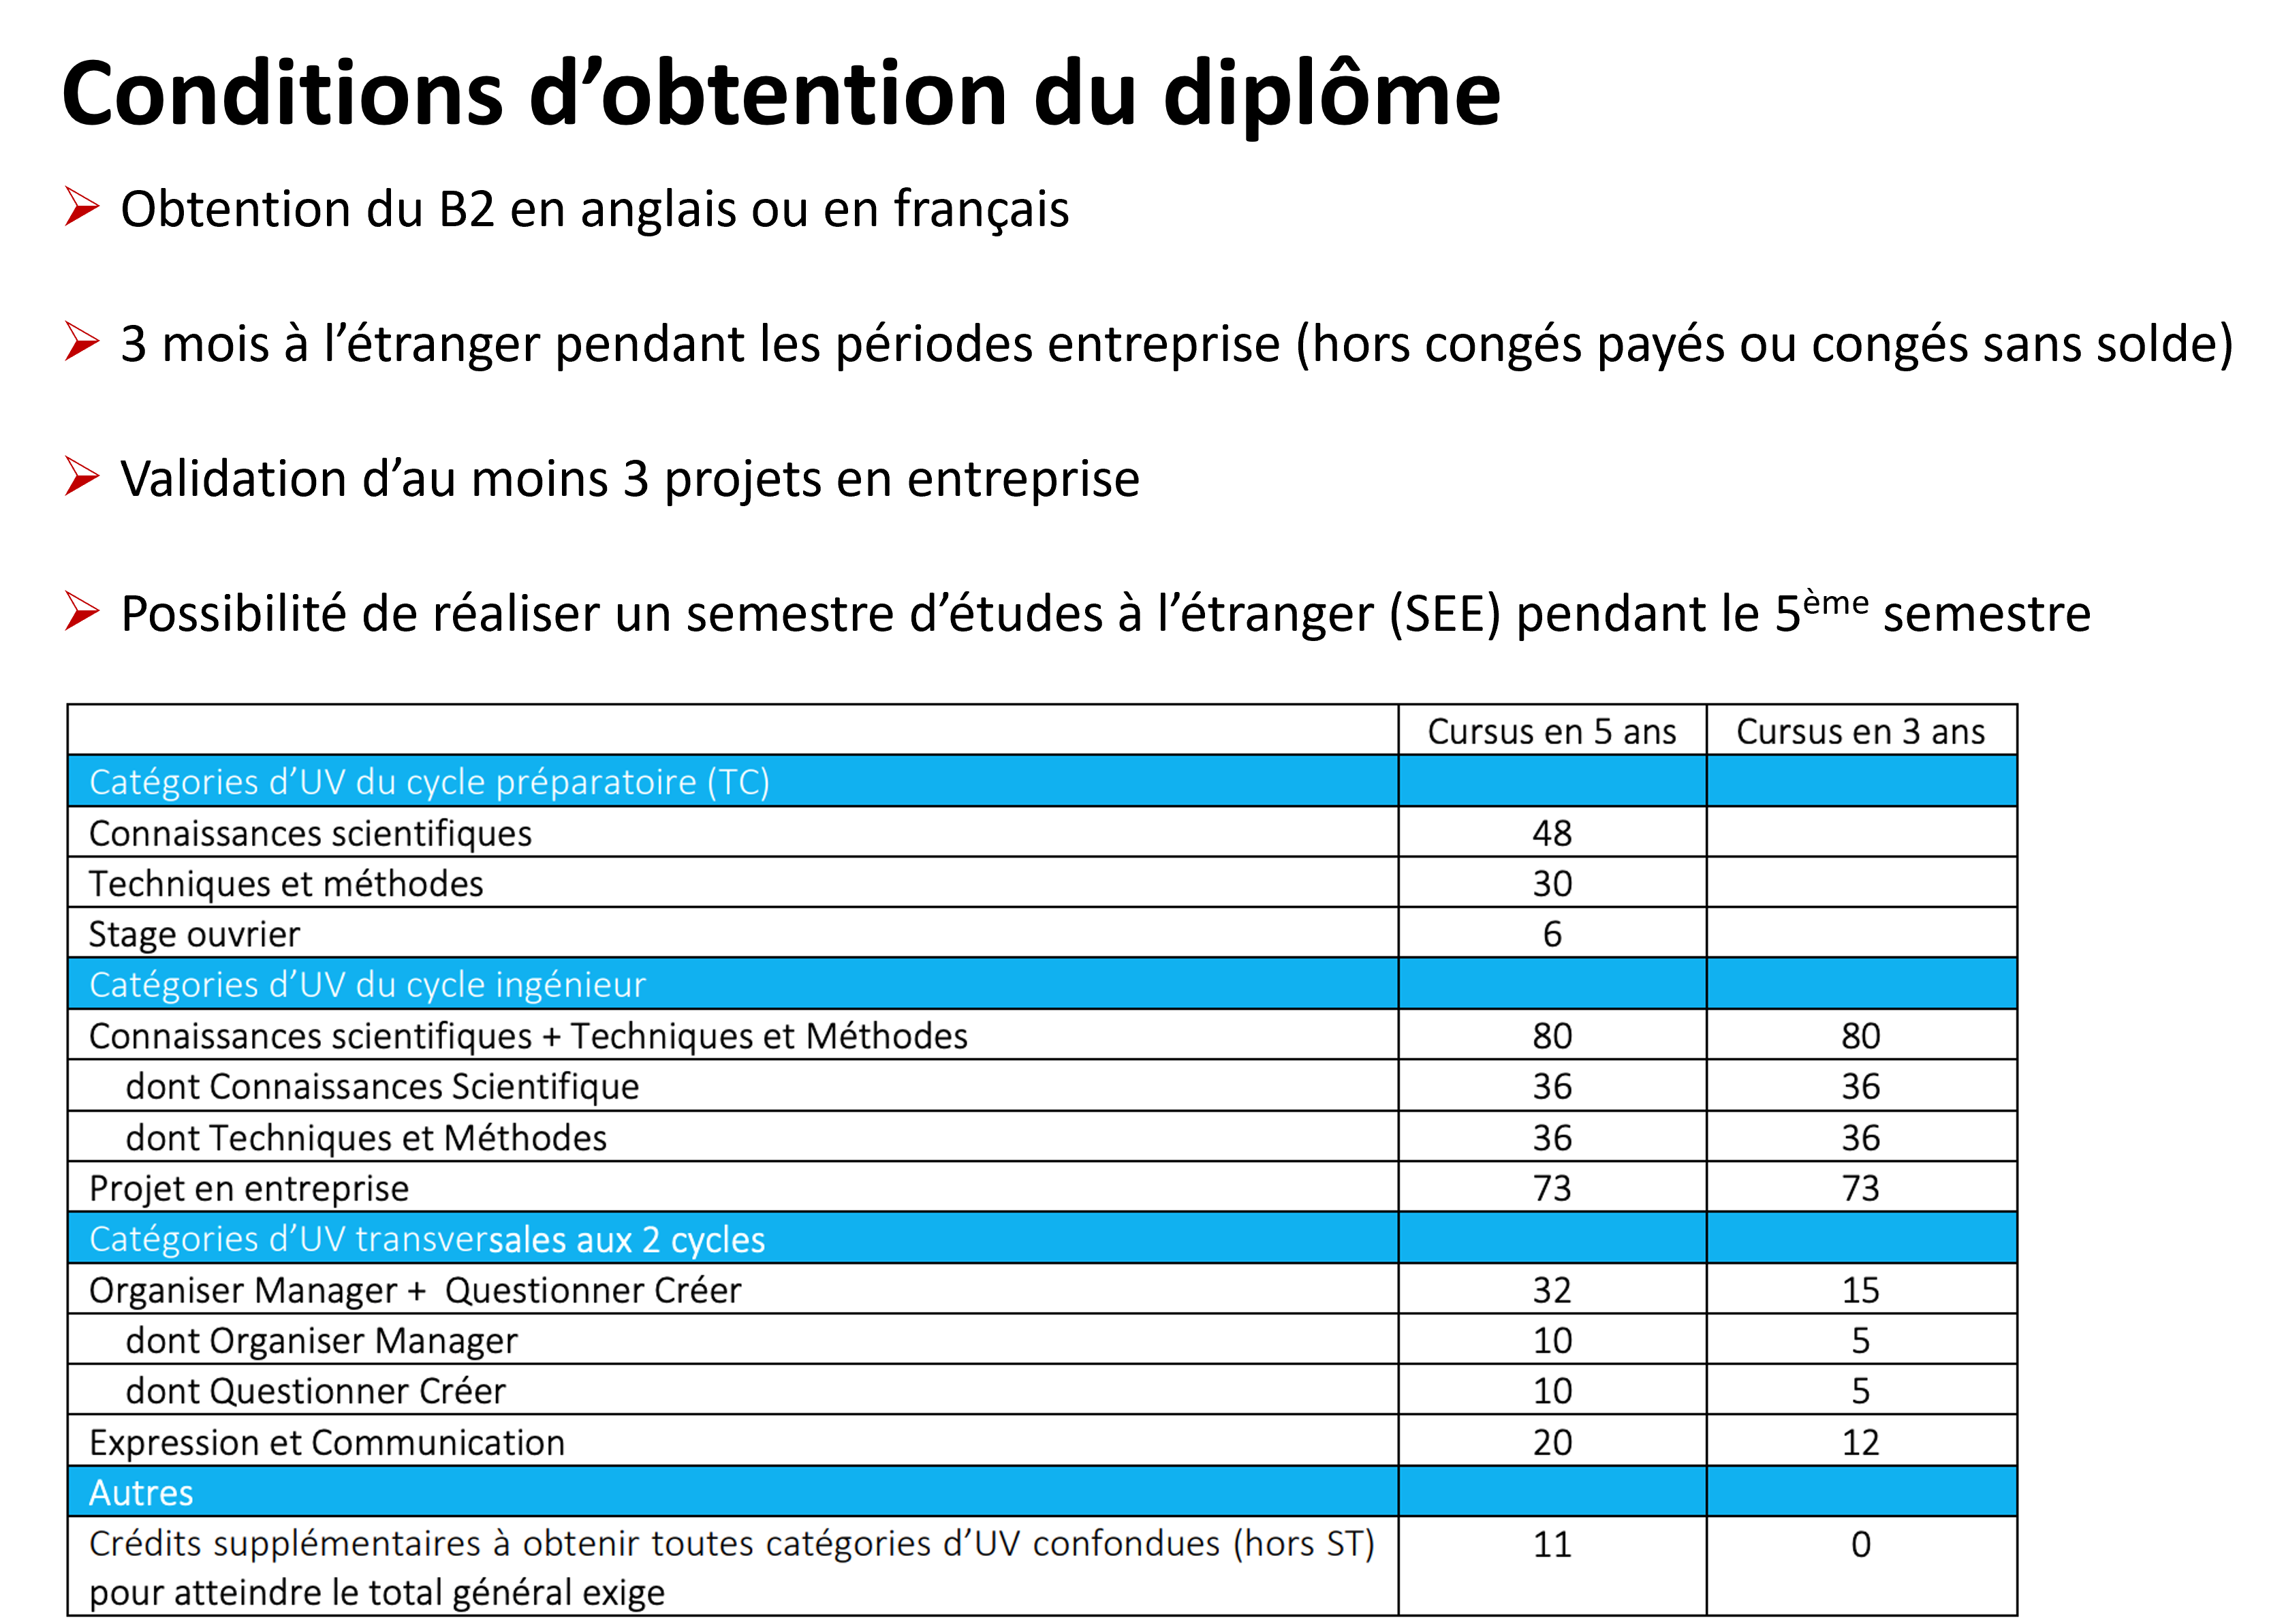 Conditions d’obtention du diplôme
Obtention du B2 en anglais ou en français
3 mois à l’étranger pendant les périodes entreprise (hors congés payés ou congés sans solde)
Validation d’au moins 3 projets en entreprise
Possibilité de réaliser un semestre d’études à l’étranger (SEE) pendant le 5ème semestre
Cursus en 5 ans Cursus en 3 ans
Catégories d’UV du cycle préparatoire (TC)
Connaissances scientifiques 48
Techniques et méthodes 30
Stage ouvrier 6
Catégories d’UV du cycle ingénieur
Connaissances scientifiques + Techniques et Méthodes 80 80
dont Connaissances Scientifique 36 36
dont Techniques et Méthodes 36 36
Projet en entreprise 73 73
Catégories d’UV transversales aux 2 cycles
Organiser Manager + Questionner Créer 32 15
dont Organiser Manager 10 5
dont Questionner Créer 10 5
Expression et Communication 20 12
Autres
Crédits supplémentaires à obtenir toutes catégories d’UV confondues (hors ST) 11 0
pour atteindre le total général exige